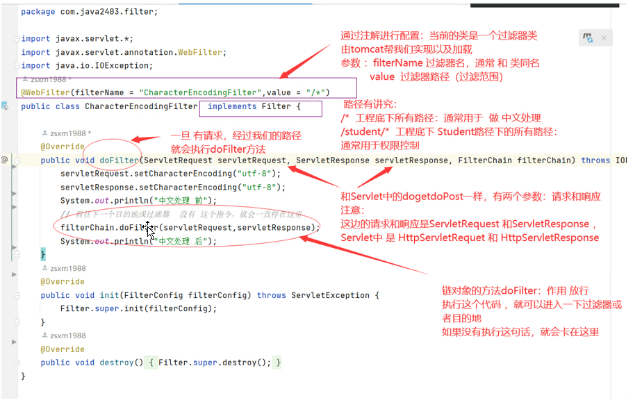 package com.java2403.filter;
import javax.servlet.*;
import javax.servlet.annotation.WebFilter;
import java.io.IOException;
通过注解进行配置：当前的类是一个过滤器类
由tomcat帮我们实现以及加载
参数 ：filterName 过滤器名，通常 和 类同名
value 过滤器路径（过滤范围）
zsxm1988 *
@WebFilter(filterName = "CharacterEncodingFilter",value = "/*")
public class CharacterEncodingFilter implements Filter {
路径有讲究：
/* 工程底下所有路径：通常用于 做 中文处理
/student/* 工程底下 Student路径下的所有路径：
通常用于权限控制
zsxm1988 *
一旦 有请求，经过我们的路径
就会执行doFilter方法
@Override
public void doFilter(ServletRequest servletRequest, ServletResponse servletResponse, FilterChain filterChain) throws IOE
servletRequest.setCharacterEncoding("utf-8");
servletResponse.setCharacterEncoding("utf-8");
System.out.println("中文处理 前");
// 前往下一个目的地或过滤器 没有 这个指令，就会一直停在这里
filterChain.doFilter(servletRequest,servletResponse);
System.out.println("中文处理 后");
}
和Servlet中的dogetdoPost一样，有两个参数：请求和响应
注意：
这边的请求和响应是ServletRequest 和ServletResponse ，
Servlet中 是 HttpServletRequet 和 HttpServletResponse
链对象的方法doFilter：作用 放行
执行这个代码 ，就可以进入一下过滤器或
者目的地
如果没有执行这句话，就会卡在这里
zsxm1988
@Override
public void init(FilterConfig filterConfig) throws ServletException {
Filter.super.init(filterConfig);
}
zsxm1988
@Override
public void destroy() { Filter.super.destroy(); }
}